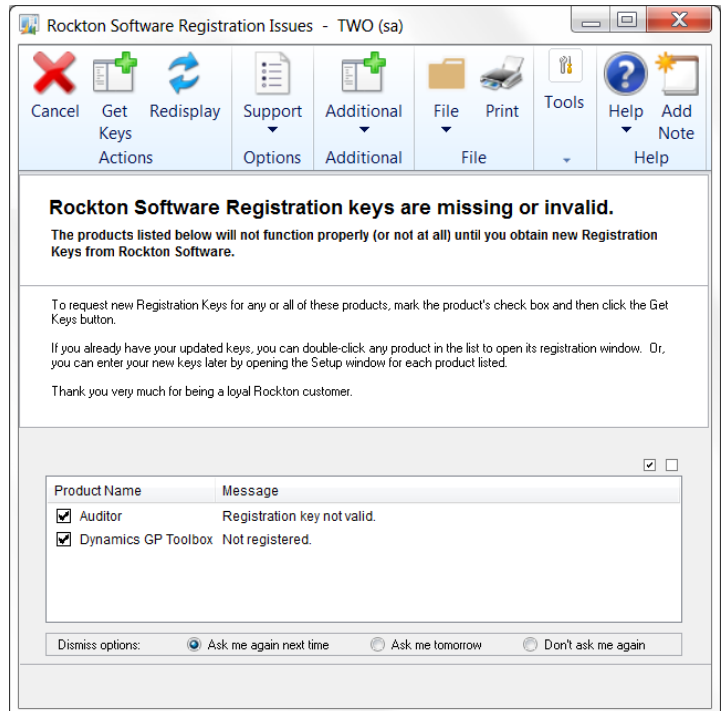 Rockton Software Registration Issues - TWO (sa)
Cancel Get Keys Redisplay Support Additional File Print Tools Help Add Note
Actions Options Additional File Help
Rockton Software Registration keys are missing or invalid.
The products listed below will not function properly (or not at all) until you obtain new Registration
Keys from Rockton Software.
To request new Registration Keys for any or all of these products, mark the product's check box and then click the Get
Keys button.
If you already have your updated keys, you can double-click any product in the list to open its registration window. Or,
you can enter your new keys later by opening the Setup window for each product listed.
Thank you very much for being a loyal Rockton customer.
Product Name Message
Auditor Registration key not valid.
Dynamics GP Toolbox Not registered.
Dismiss options: Ask me again next time Ask me tomorrow Don't ask me again